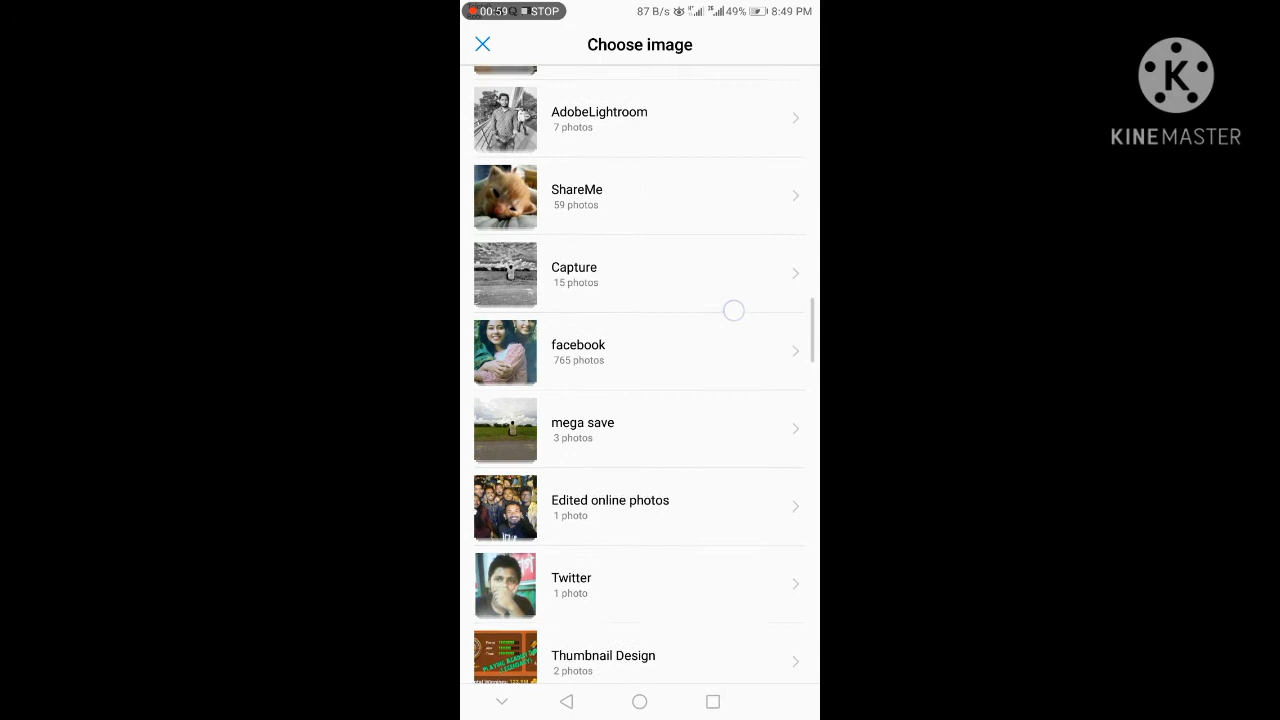 00:59 STOP 87 B/s 49% 8:49 PM
Choose image
KINEMASTER
AdobeLightroom
7 photos
ShareMe
59 photos
Capture
15 photos
facebook
765 photos
mega save
3 photos
Edited online photos
1 photo
Twitter
1 photo
Thumbnail Design
2 photos